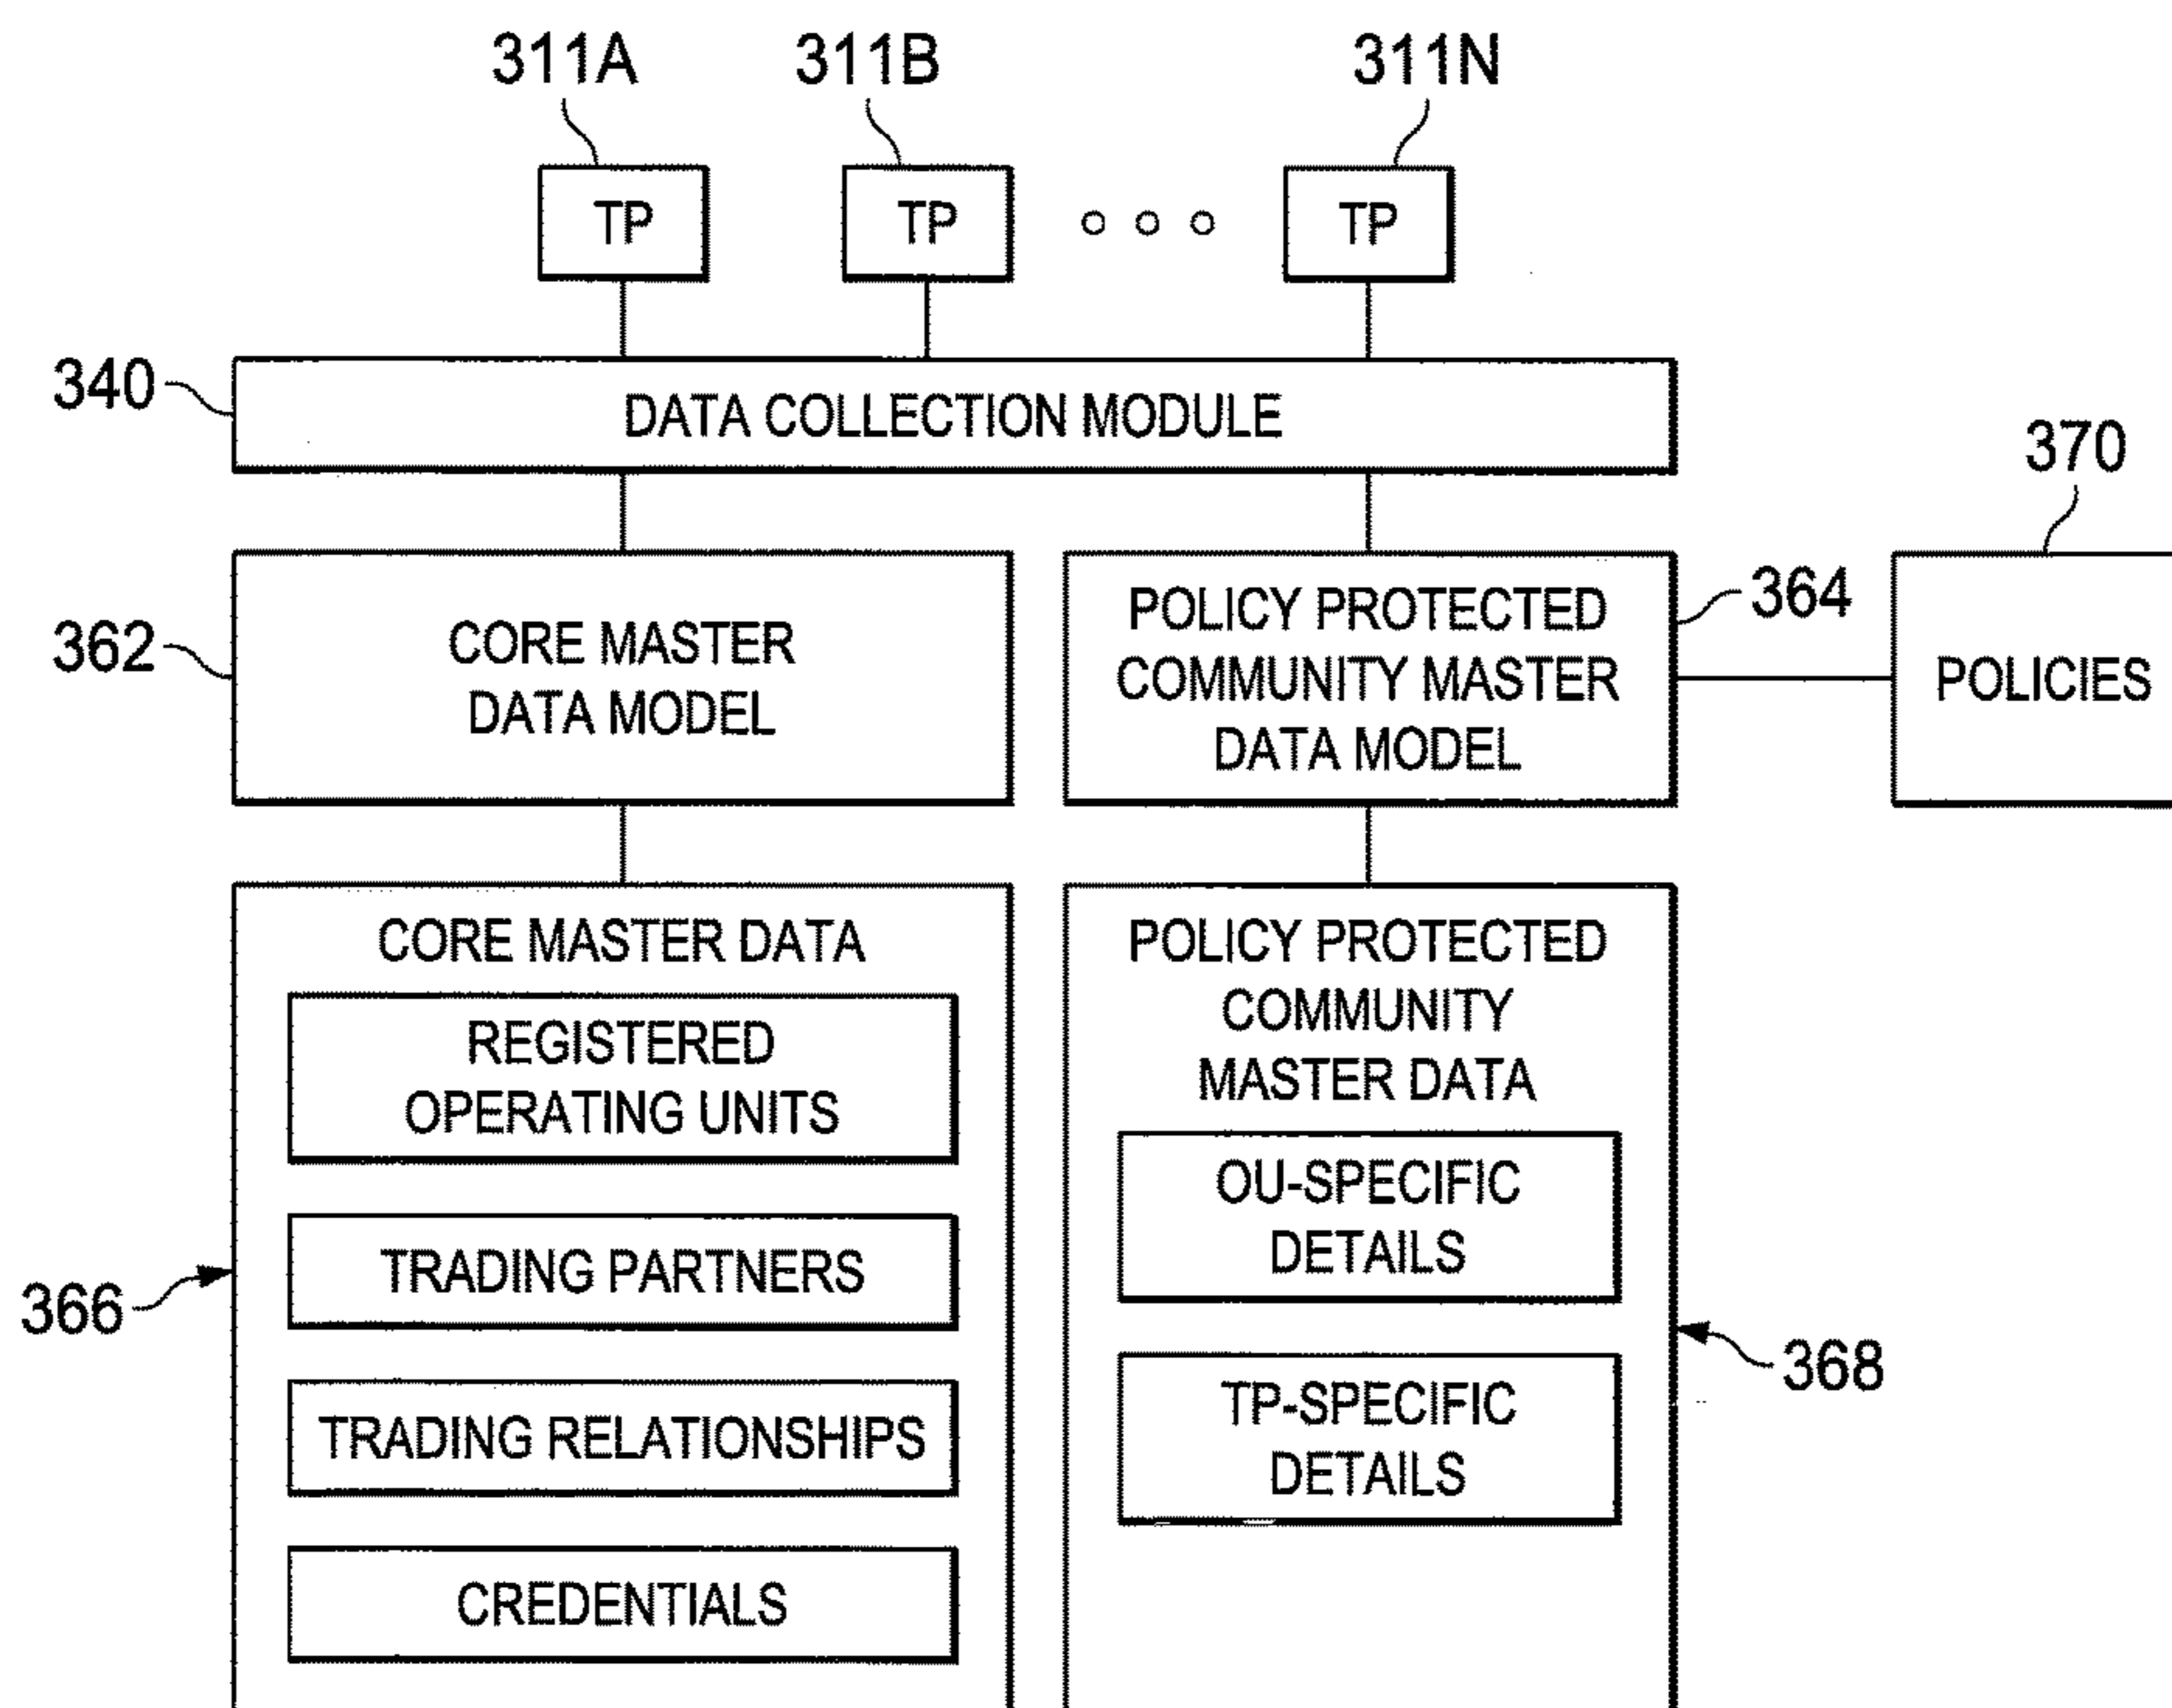 311A 311B 311N
TP TP TP
340
DATA COLLECTION MODULE
370
362
CORE MASTER
DATA MODEL
POLICY PROTECTED
COMMUNITY MASTER
DATA MODEL
364
POLICIES
366
CORE MASTER DATA
REGISTERED
OPERATING UNITS
TRADING PARTNERS
TRADING RELATIONSHIPS
CREDENTIALS
POLICY PROTECTED
COMMUNITY
MASTER DATA
OU-SPECIFIC
DETAILS
TP-SPECIFIC
DETAILS
368